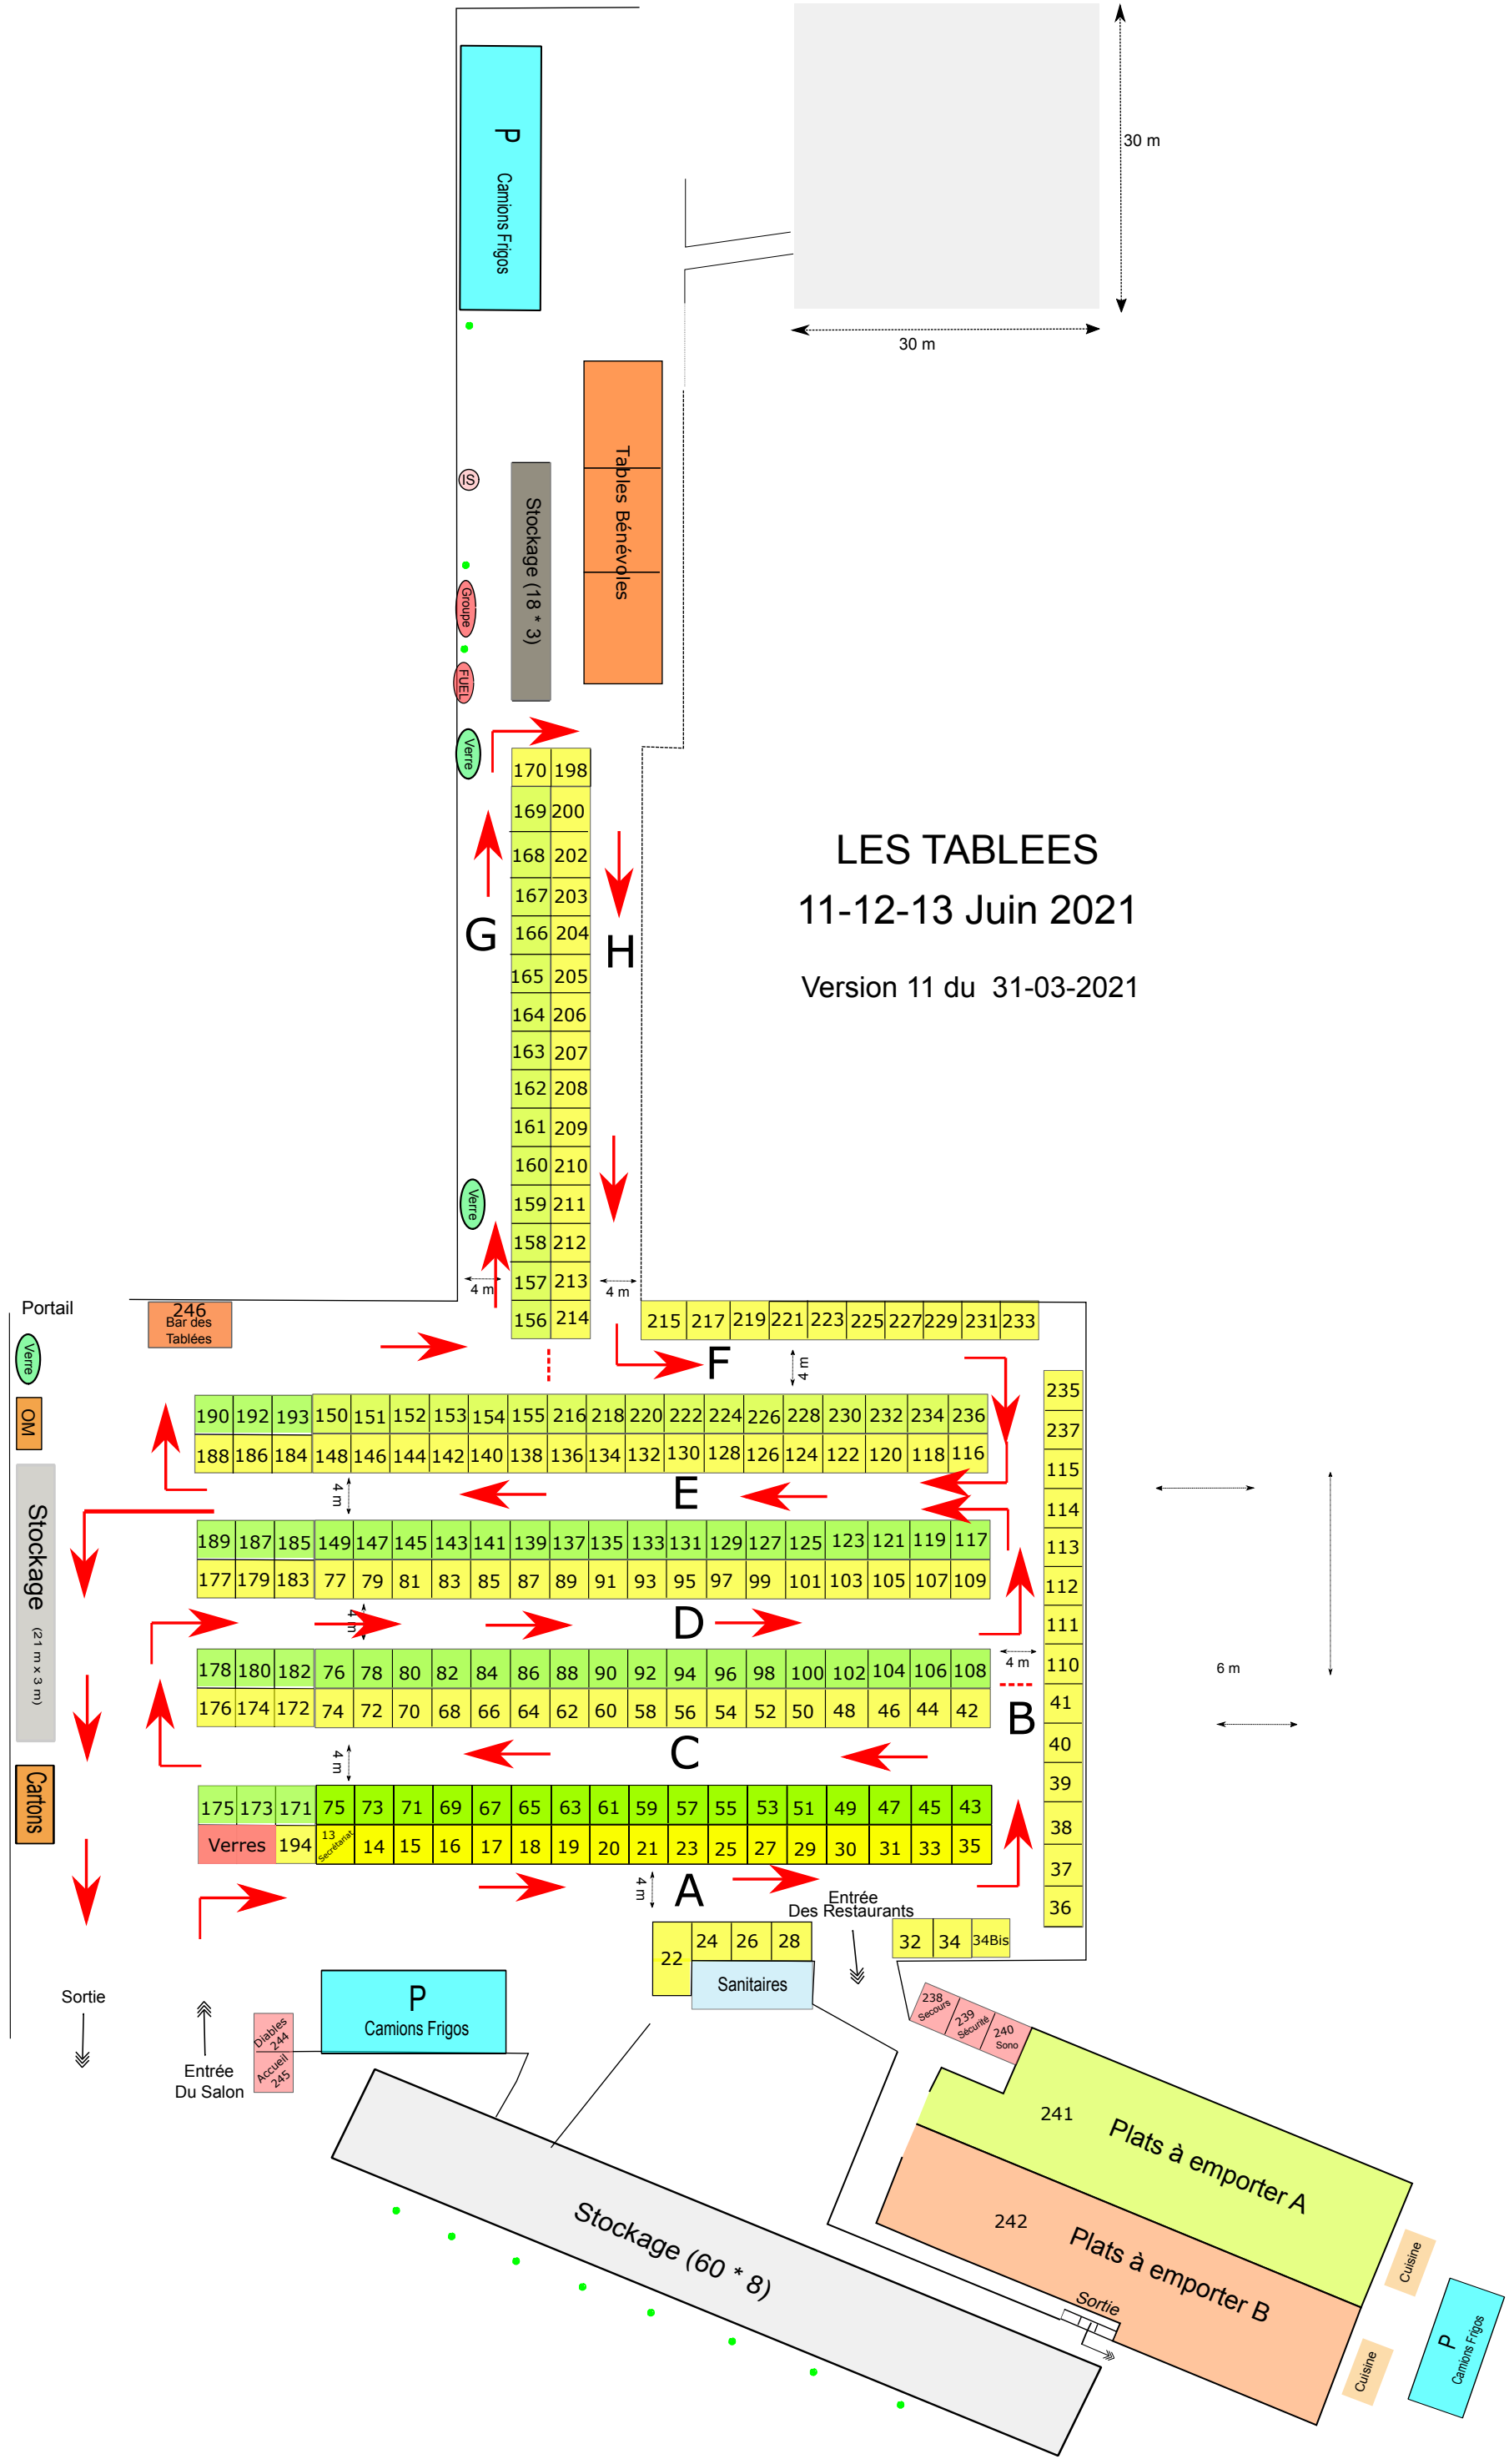 P
Camions Frigos
30 m
30 m
Tables Bénévoles
IS
Stockage (18 * 3)
Groupe
FUEL
Verre
170 198
169 200
168 202
167 203
166 204
165 205
164 206
163 207
162 208
161 209
160 210
159 211
158 212
157 213
156 214
G
H
LES TABLEES
11-12-13 Juin 2021
Version 11 du 31-03-2021
Verre
4 m
4 m
Portail
246
Bar des
Tablées
215 217 219 221 223 225 227 229 231 233
Verre
F
4 m
OM
235
237
115
114
113
112
111
110
41
40
39
38
37
36
190 192 193 150 151 152 153 154 155 216 218 220 222 224 226 228 230 232 234 236
188 186 184 148 146 144 142 140 138 136 134 132 130 128 126 124 122 120 118 116
4 m
E
Stockage (21 m x 3 m)
189 187 185 149 147 145 143 141 139 137 135 133 131 129 127 125 123 121 119 117
177 179 183 77 79 81 83 85 87 89 91 93 95 97 99 101 103 105 107 109
4 m
D
178 180 182 76 78 80 82 84 86 88 90 92 94 96 98 100 102 104 106 108
176 174 172 74 72 70 68 66 64 62 60 58 56 54 52 50 48 46 44 42
4 m
B
6 m
4 m
C
Cartons
175 173 171 75 73 71 69 67 65 63 61 59 57 55 53 51 49 47 45 43
Verres 194 13 Secrétariat 14 15 16 17 18 19 20 21 23 25 27 29 30 31 33 35
4 m
A
Entrée
Des Restaurants
22 24 26 28
32 34 34Bis
Sanitaires
P
Camions Frigos
Sortie
Entrée
Du Salon
Diables
244
Accueil
245
238
Secours
239
Sécurité
240
Sono
241
Plats à emporter A
242
Plats à emporter B
Stockage (60 * 8)
Sortie
Cuisine
Cuisine
P
Camions Frigos